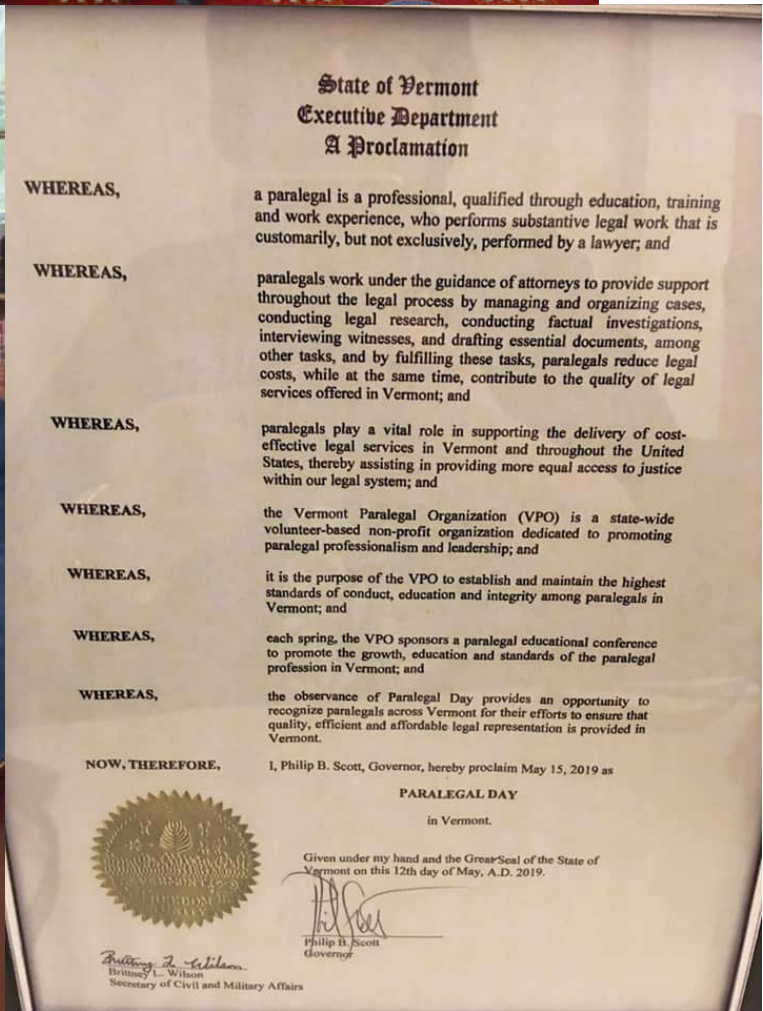 State of Vermont
Executive Department
A Proclamation
WHEREAS,
a paralegal is a professional, qualified through education, training
and work experience, who performs substantive legal work that is
customarily, but not exclusively, performed by a lawyer; and
WHEREAS,
paralegals work under the guidance of attorneys to provide support
throughout the legal process by managing and organizing cases,
conducting legal research, conducting factual investigations,
interviewing witnesses, and drafting essential documents, among
other tasks, and by fulfilling these tasks, paralegals reduce legal
costs, while at the same time, contribute to the quality of legal
services offered in Vermont; and
WHEREAS,
paralegals play a vital role in supporting the delivery of cost-
effective legal services in Vermont and throughout the United
States, thereby assisting in providing more equal access to justice
within our legal system; and
WHEREAS,
the Vermont Paralegal Organization (VPO) is a state-wide
volunteer-based non-profit organization dedicated to promoting
paralegal professionalism and leadership; and
WHEREAS,
it is the purpose of the VPO to establish and maintain the highest
standards of conduct, education and integrity among paralegals in
Vermont; and
WHEREAS,
each spring, the VPO sponsors a paralegal educational conference
to promote the growth, education and standards of the paralegal
profession in Vermont; and
WHEREAS,
the observance of Paralegal Day provides an opportunity to
recognize paralegals across Vermont for their efforts to ensure that
quality, efficient and affordable legal representation is provided in
Vermont.
NOW, THEREFORE,
I, Philip B. Scott, Governor, hereby proclaim May 15, 2019 as
PARALEGAL DAY
in Vermont.
Given under my hand and the Great Seal of the State of
Vermont on this 12th day of May, A.D. 2019.
Phil Scott
Philip B. Scott
Governor
VERMONT
FREEDOM
Brittney L. Wilson
Brittney L. Wilson
Secretary of Civil and Military Affairs